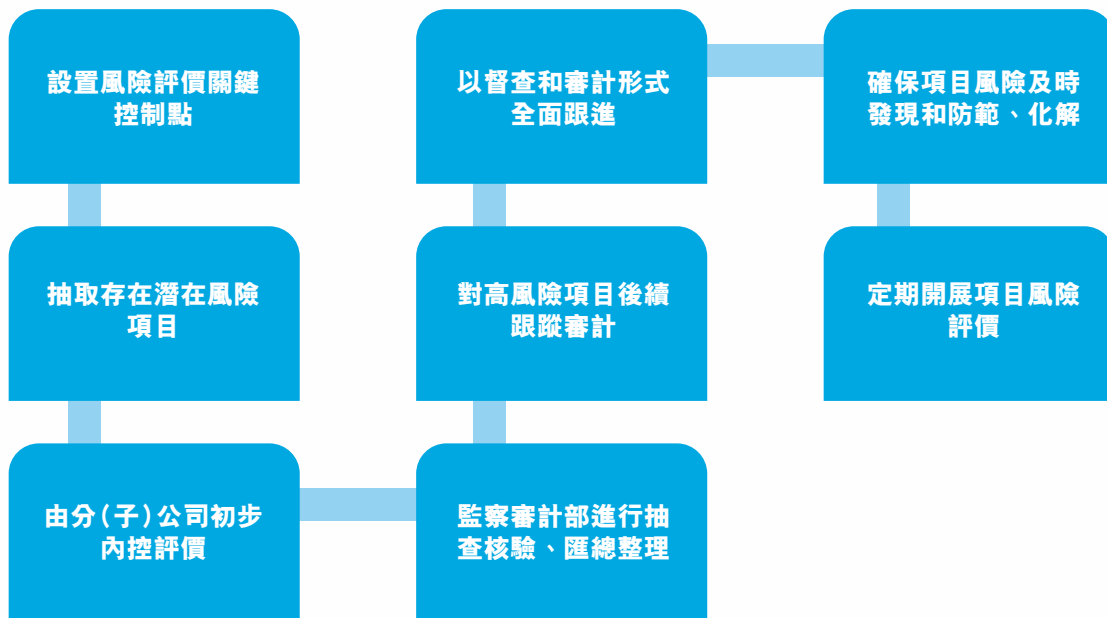 設置風險評價關鍵
控制點
抽取存在潛在風險
項目
由分(子)公司初步
內控評價
監察審計部進行抽
查核驗、匯總整理
對高風險項目後續
跟蹤審計
以督查和審計形式
全面跟進
確保項目風險及時
發現和防範、化解
定期開展項目風險
評價